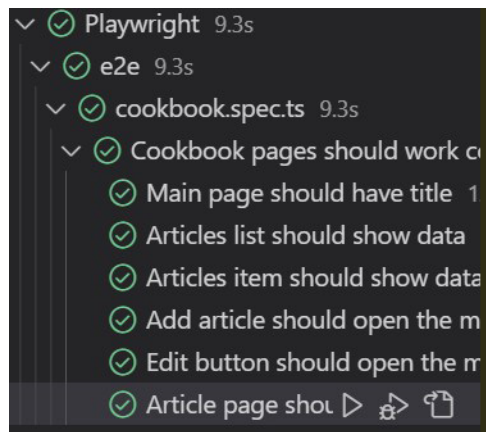 Playwright 9.3s
e2e 9.3s
cookbook.spec.ts 9.3s
Cookbook pages should work c
Main page should have title 1
Articles list should show data
Articles item should show data
Add article should open the m
Edit button should open the m
Article page shou